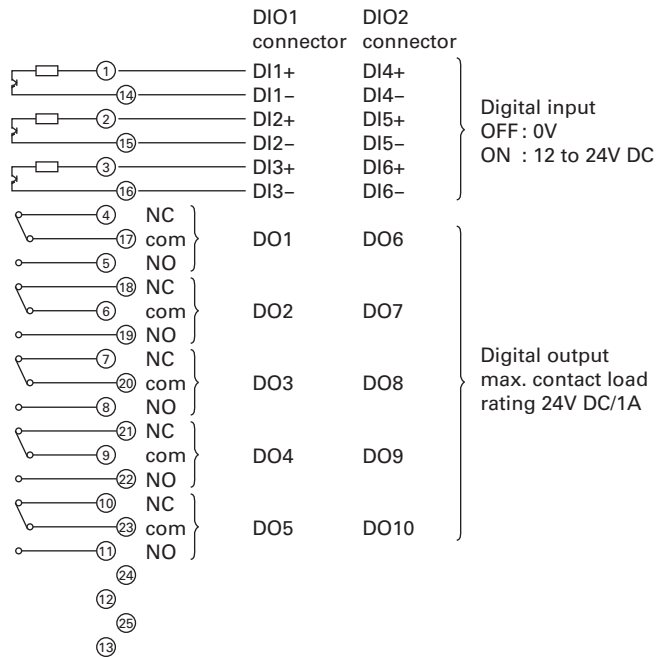 DIO1 DIO2
connector connector
1 DI1+ DI4+
14 DI1− DI4−
2 DI2+ DI5+
15 DI2− DI5−
3 DI3+ DI6+
16 DI3− DI6−
Digital input
OFF : 0V
ON : 12 to 24V DC
4 NC
17 com DO1 DO6
5 NO
18 NC
6 com DO2 DO7
19 NO
7 NC
20 com DO3 DO8
8 NO
21 NC
9 com DO4 DO9
22 NO
10 NC
23 com DO5 DO10
11 NO
Digital output
max. contact load
rating 24V DC/1A
24
12
25
13